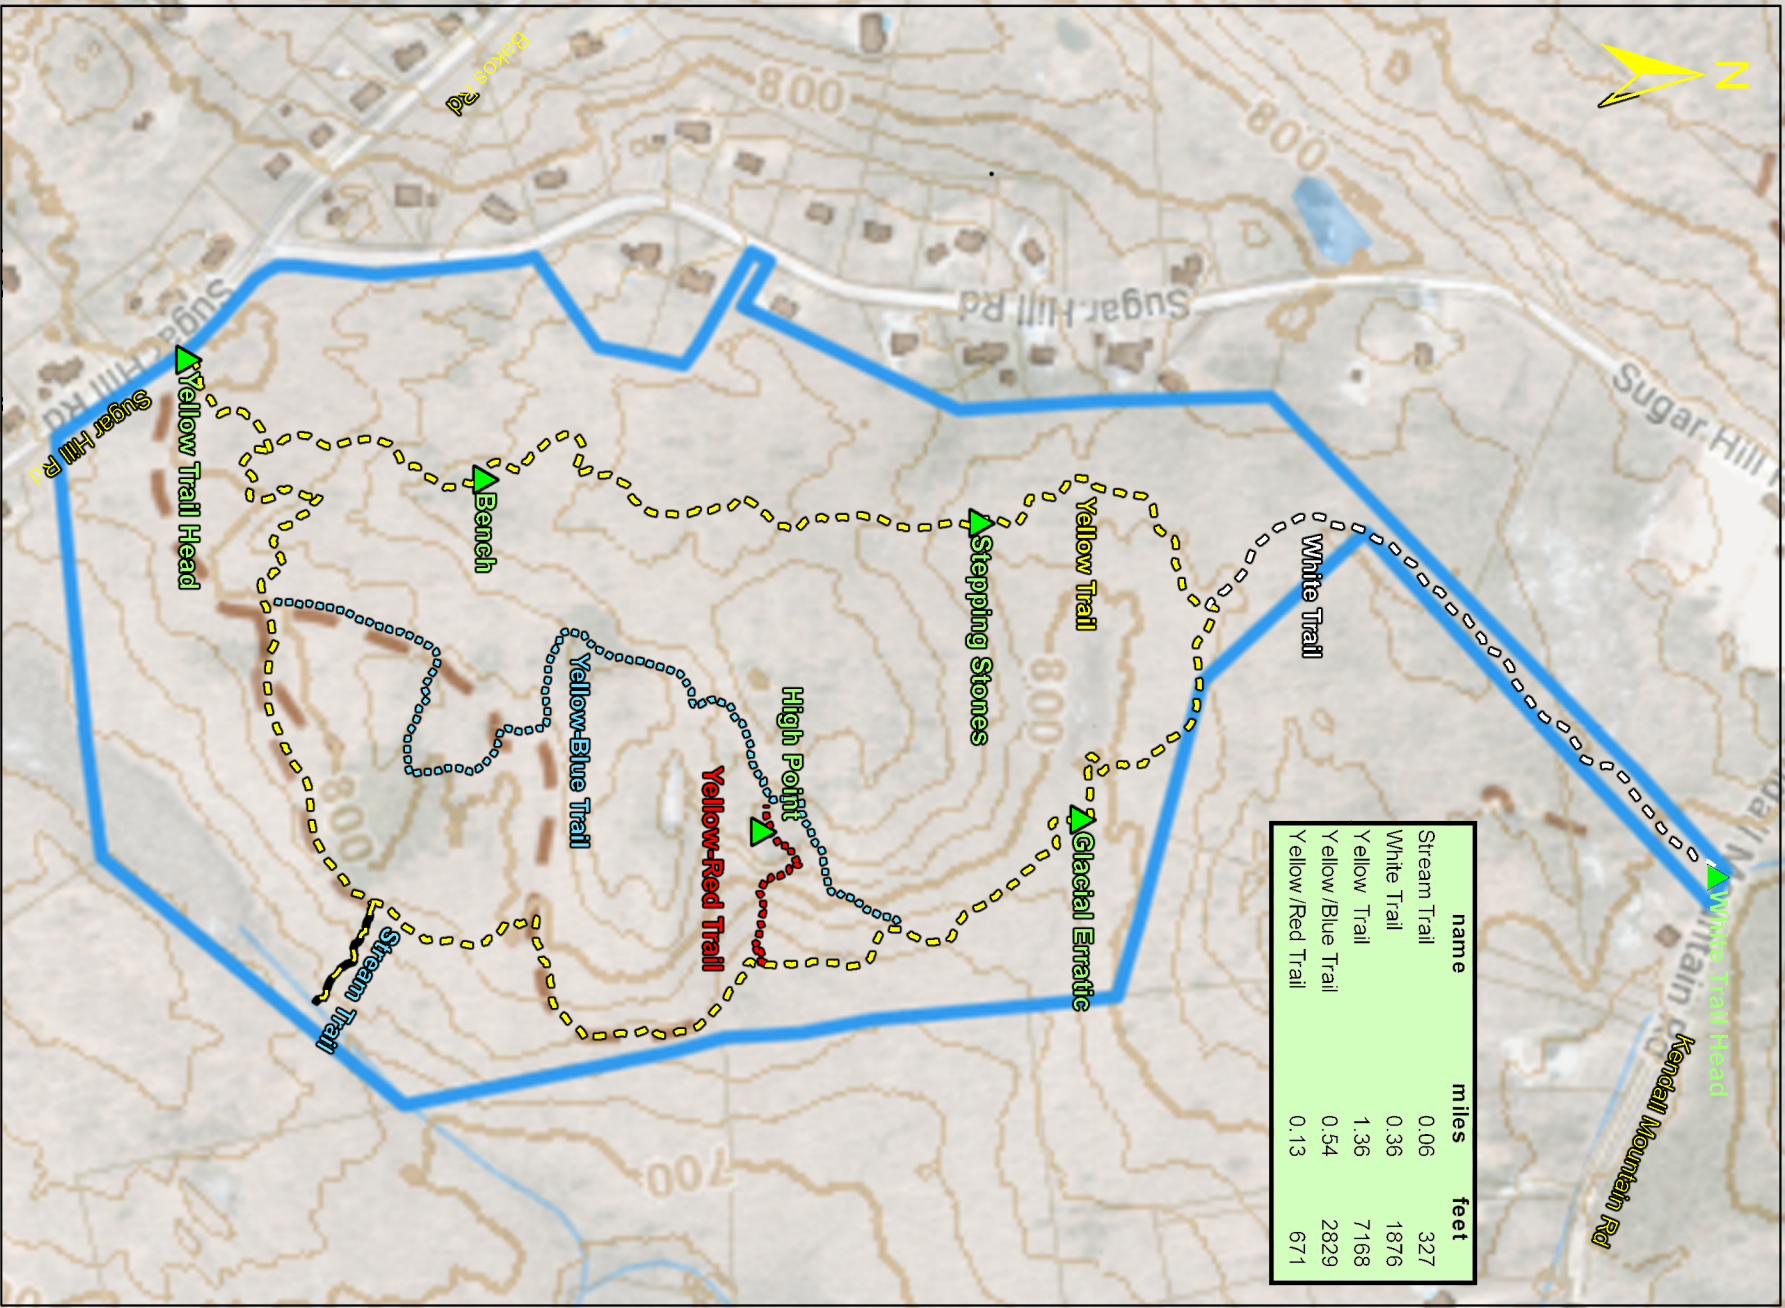 N
Bakos Rd
800
800
Sugar Hill Rd
Sugar Hill
Sugar Hill Rd
Sugar Hill Rd
Yellow Trail Head
Bench
Stepping Stones
Yellow Trail
White Trail
800
High Point
Yellow-Blue Trail
Yellow-Red Trail
Glacial Erratic
800
Stream Trail
White Trail Head
Kendall Mountain Rd
700
name miles feet
Stream Trail 0.06 327
White Trail 0.36 1876
Yellow Trail 1.36 7168
Yellow /Blue Trail 0.54 2829
Yellow /Red Trail 0.13 671